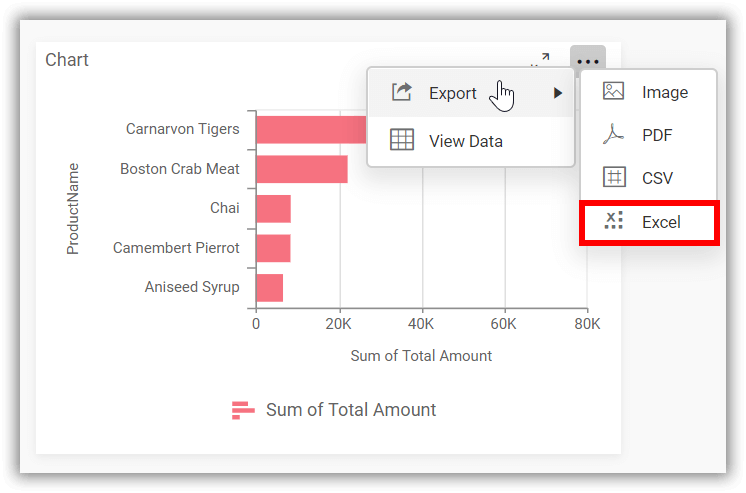 Chart
Export
View Data
Image
PDF
CSV
Excel
ProductName
Carnarvon Tigers
Boston Crab Meat
Chai
Camembert Pierrot
Aniseed Syrup
0 20K 40K 60K 80K
Sum of Total Amount
Sum of Total Amount